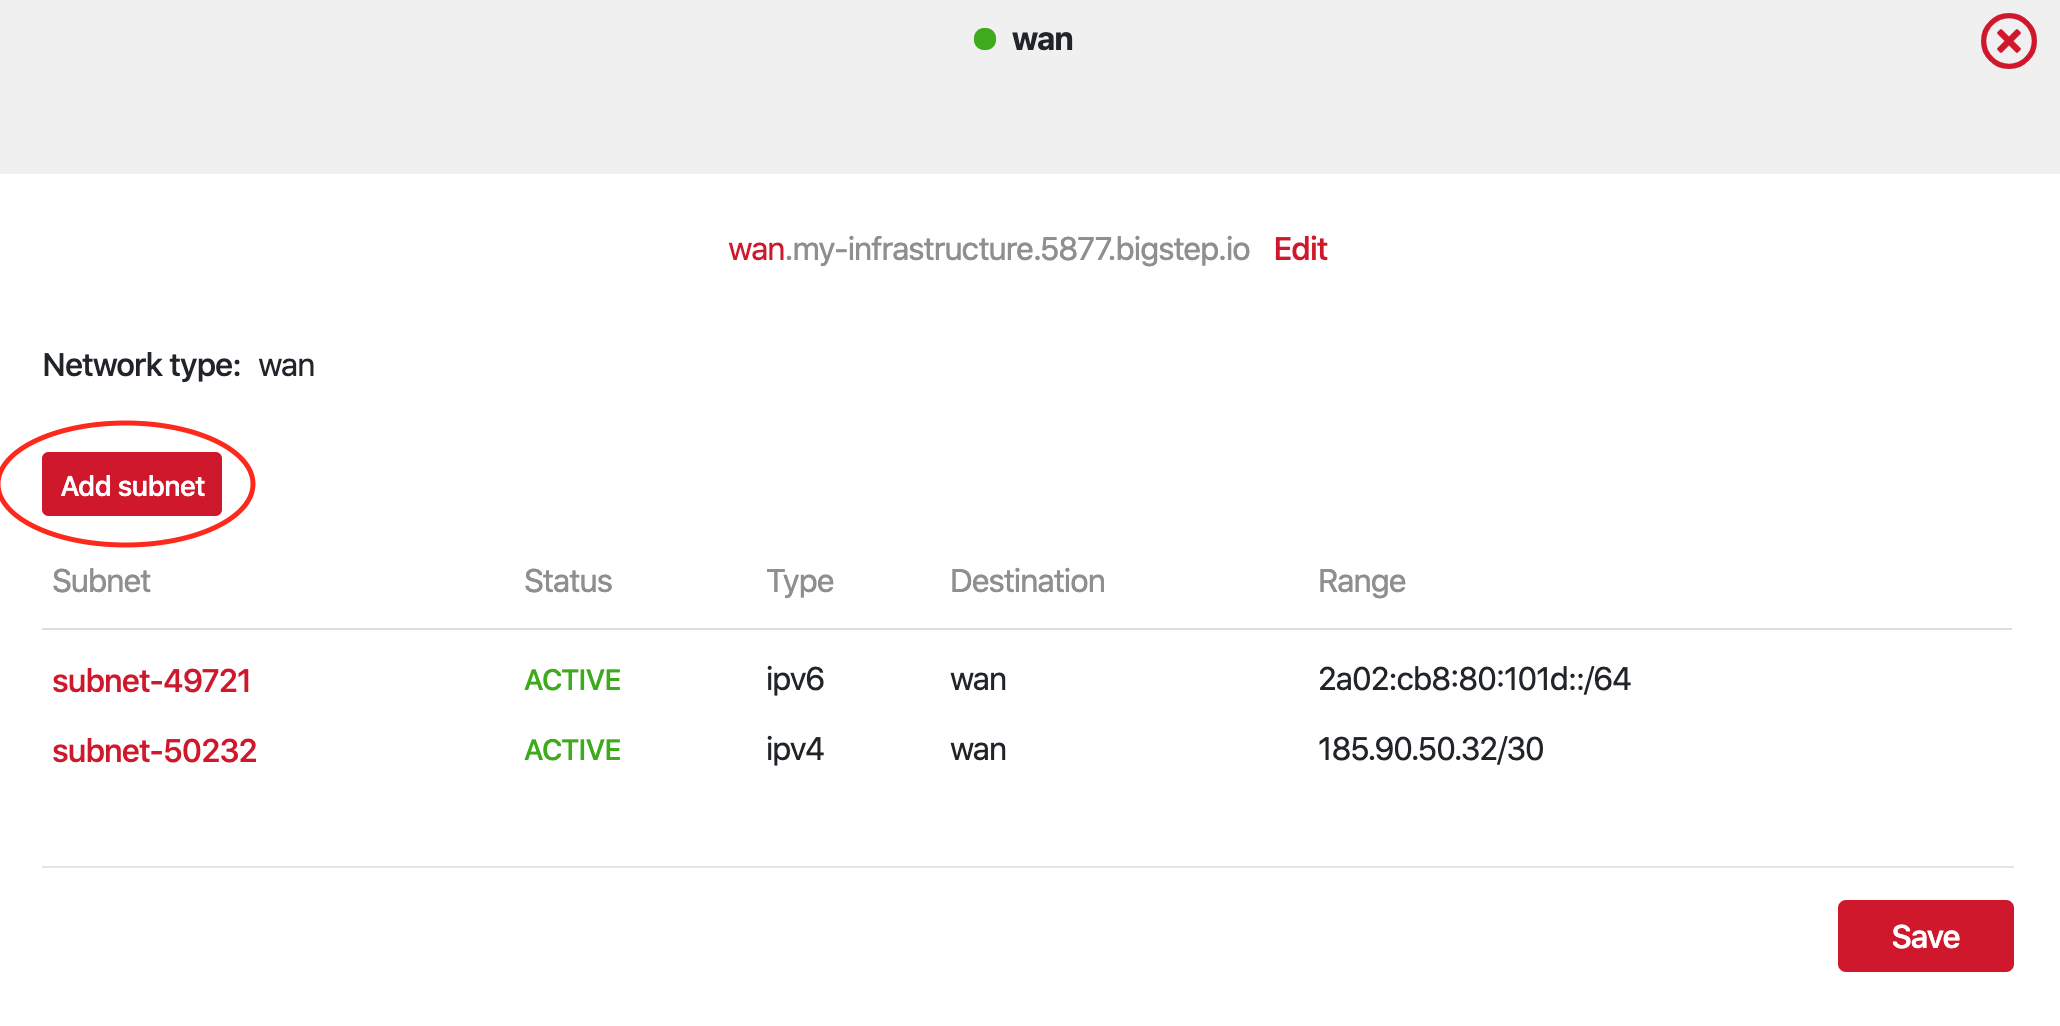 wan
wan.my-infrastructure.5877.bigstep.io Edit
Network type: wan
Add subnet
Subnet Status Type Destination Range
subnet-49721 ACTIVE ipv6 wan 2a02:cb8:80:101d::/64
subnet-50232 ACTIVE ipv4 wan 185.90.50.32/30
Save